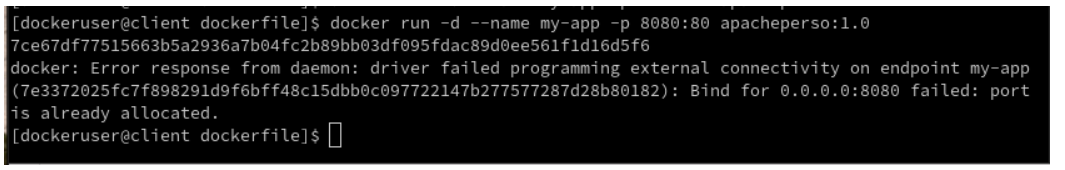 [dockeruser@client dockerfile]$ docker run -d --name my-app -p 8080:80 apacheperso:1.0
7ce67df77515663b5a2936a7b04fc2b89bb03df095fdac89d0ee561f1d16d5f6
docker: Error response from daemon: driver failed programming external connectivity on endpoint my-app
(7e3372025fc7f898291d9f6bff48c15dbb0c097722147b277577287d28b80182): Bind for 0.0.0.0:8080 failed: port
is already allocated.
[dockeruser@client dockerfile]$